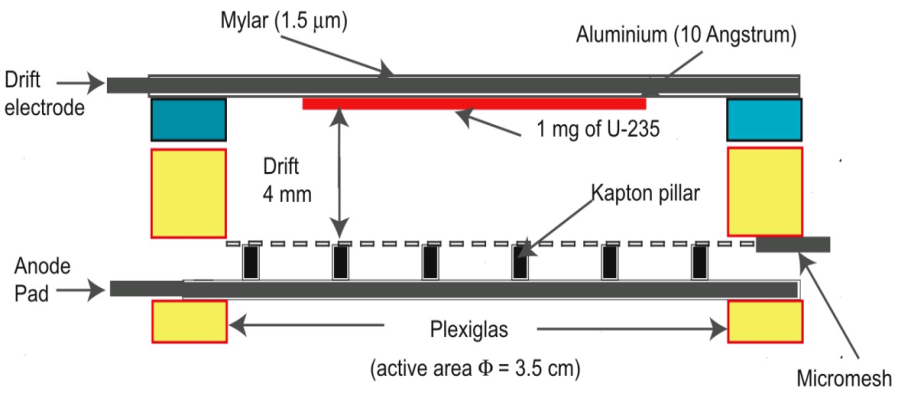 Mylar (1.5 μm)
Aluminium (10 Angstrum)
Drift
electrode
1 mg of U-235
Drift
4 mm
Kapton pillar
Anode
Pad
Plexiglas
(active area Φ = 3.5 cm)
Micromesh